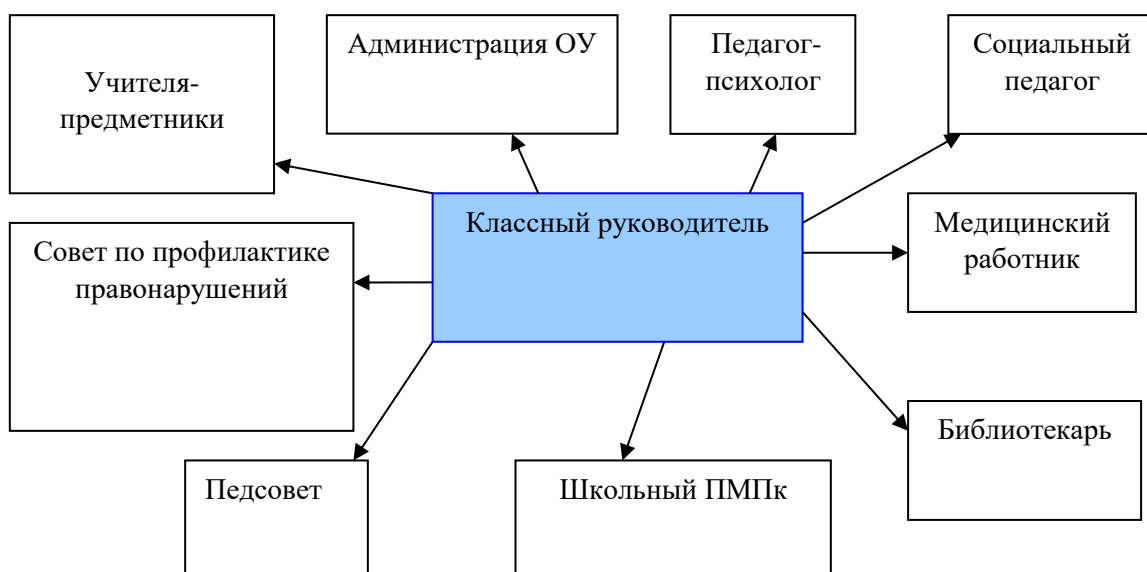 Учителя-
предметники
Администрация ОУ
Педагог-
психолог
Социальный
педагог
Классный руководитель
Совет по профилактике
правонарушений
Медицинский
работник
Библиотекарь
Педсовет
Школьный ПМПк